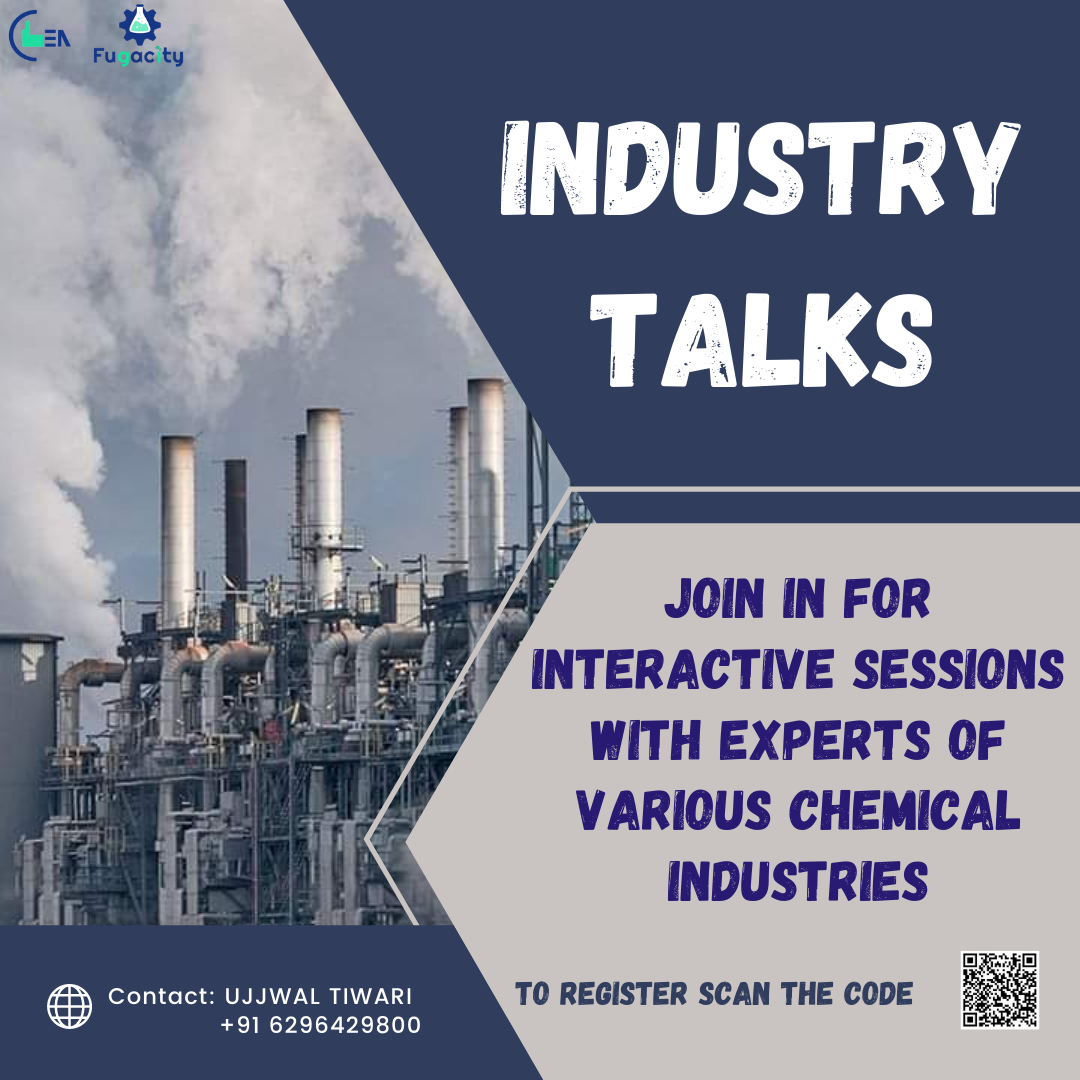 Fugacity
INDUSTRY
TALKS
JOIN IN FOR
INTERACTIVE SESSIONS
WITH EXPERTS OF
VARIOUS CHEMICAL
INDUSTRIES
TO REGISTER SCAN THE CODE
Contact: UJJWAL TIWARI
+91 6296429800